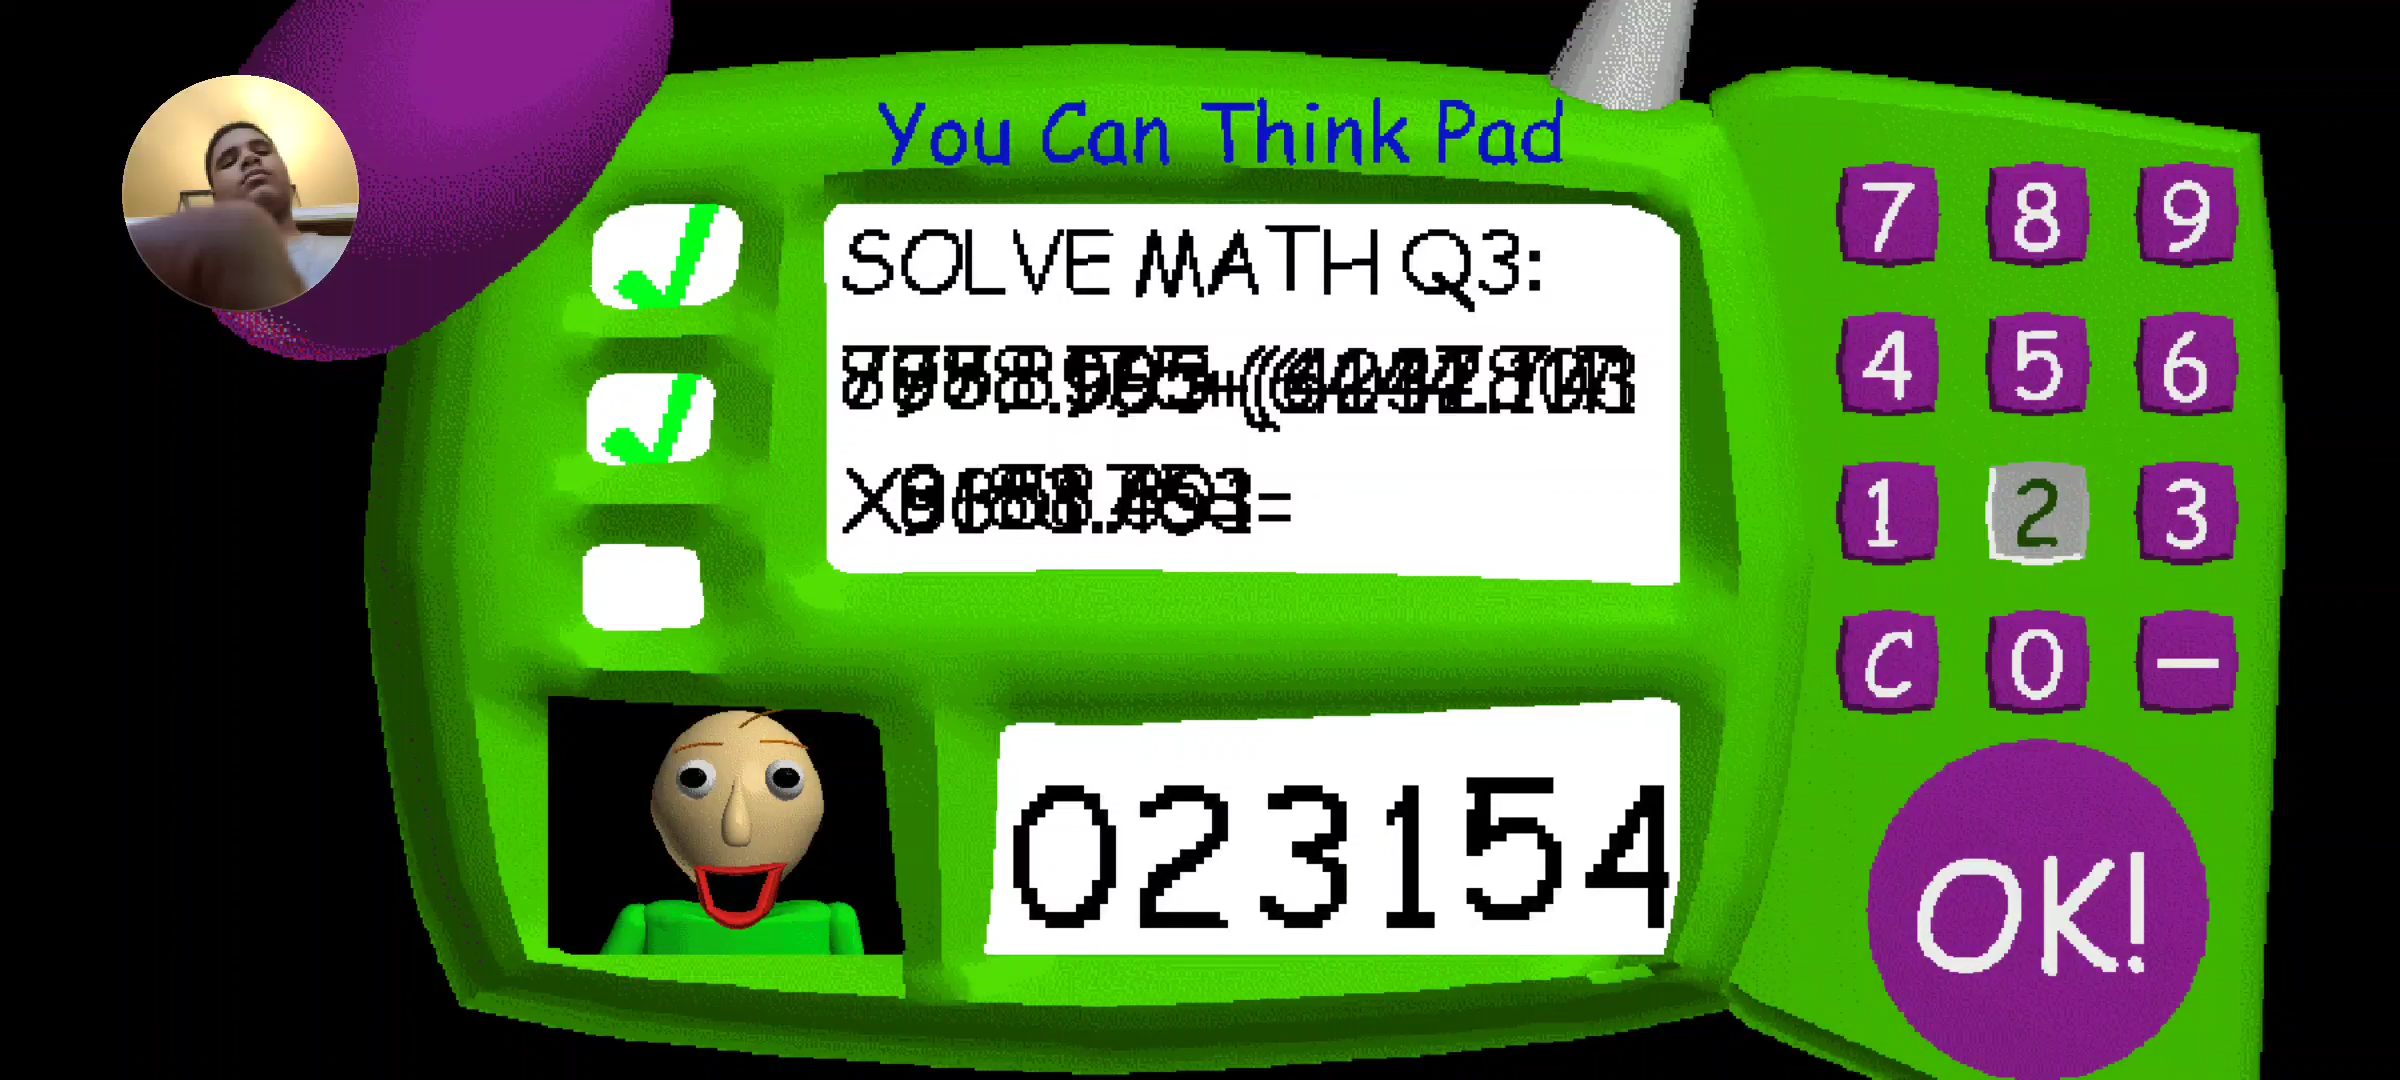 You Can Think Pad
SOLVE MATH Q3:
=
023154
7 8 9
4 5 6
1 2 3
C 0 —
OK!